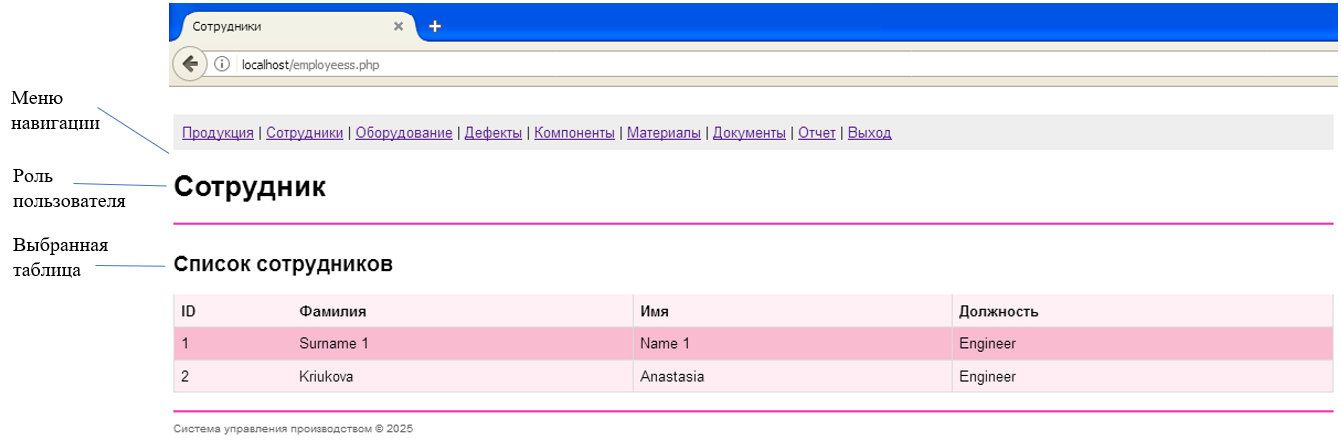 Сотрудники
localhost/employeess.php
Меню
навигации
Продукция | Сотрудники | Оборудование | Дефекты | Компоненты | Материалы | Документы | Отчет | Выход
Роль
пользователя
Сотрудник
Выбранная
таблица
Список сотрудников
ID Фамилия Имя Должность
1 Surname 1 Name 1 Engineer
2 Kriukova Anastasia Engineer
Система управления производством © 2025